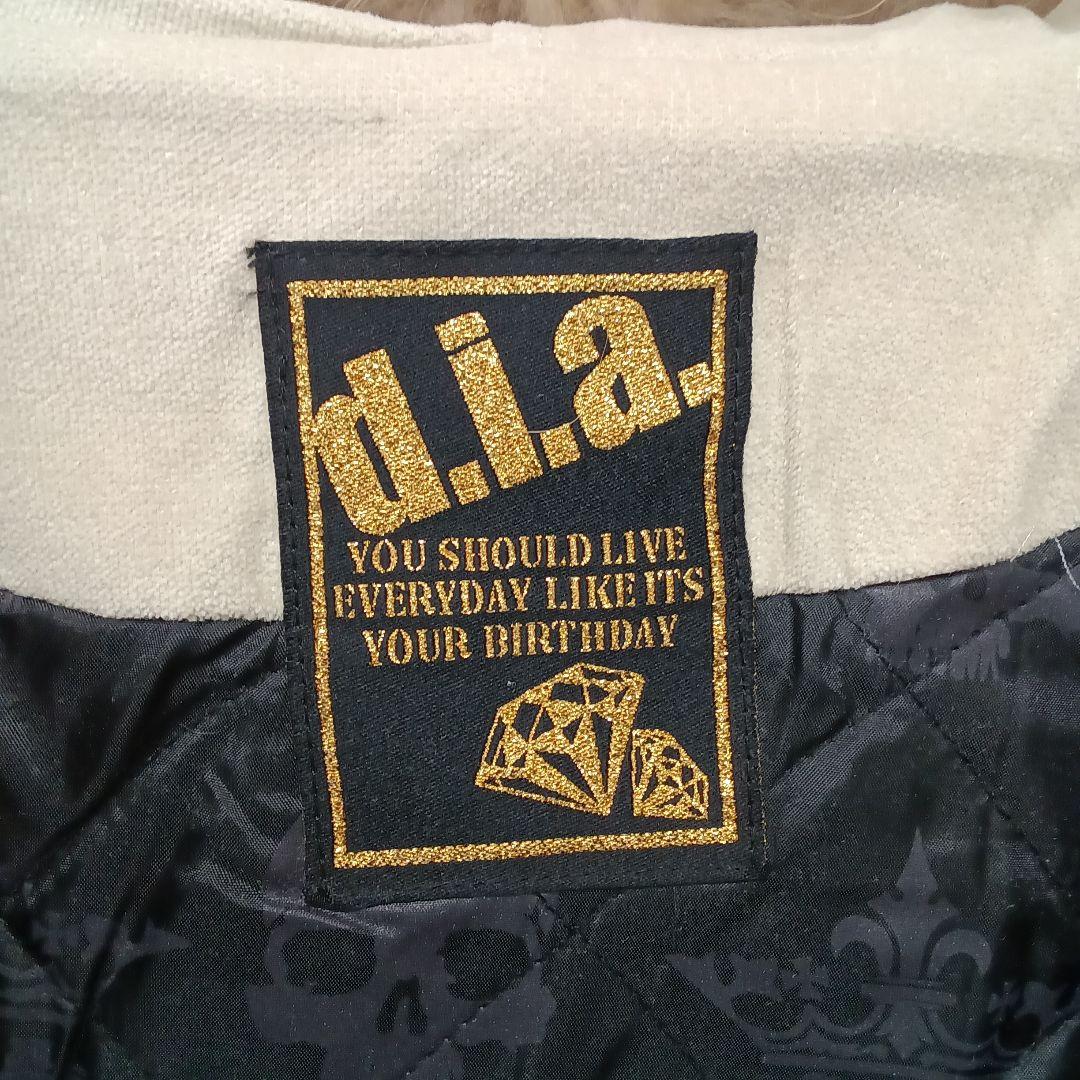 d.i.a.
YOU SHOULD LIVE
EVERYDAY LIKE ITS
YOUR BIRTHDAY